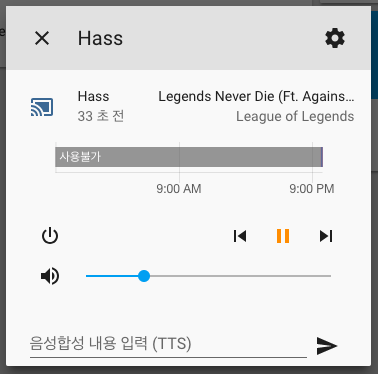 Hass
Hass
Legends Never Die (Ft. Agains...
33 초 전
League of Legends
사용불가
9:00 AM
9:00 PM
음성합성 내용 입력 (TTS)